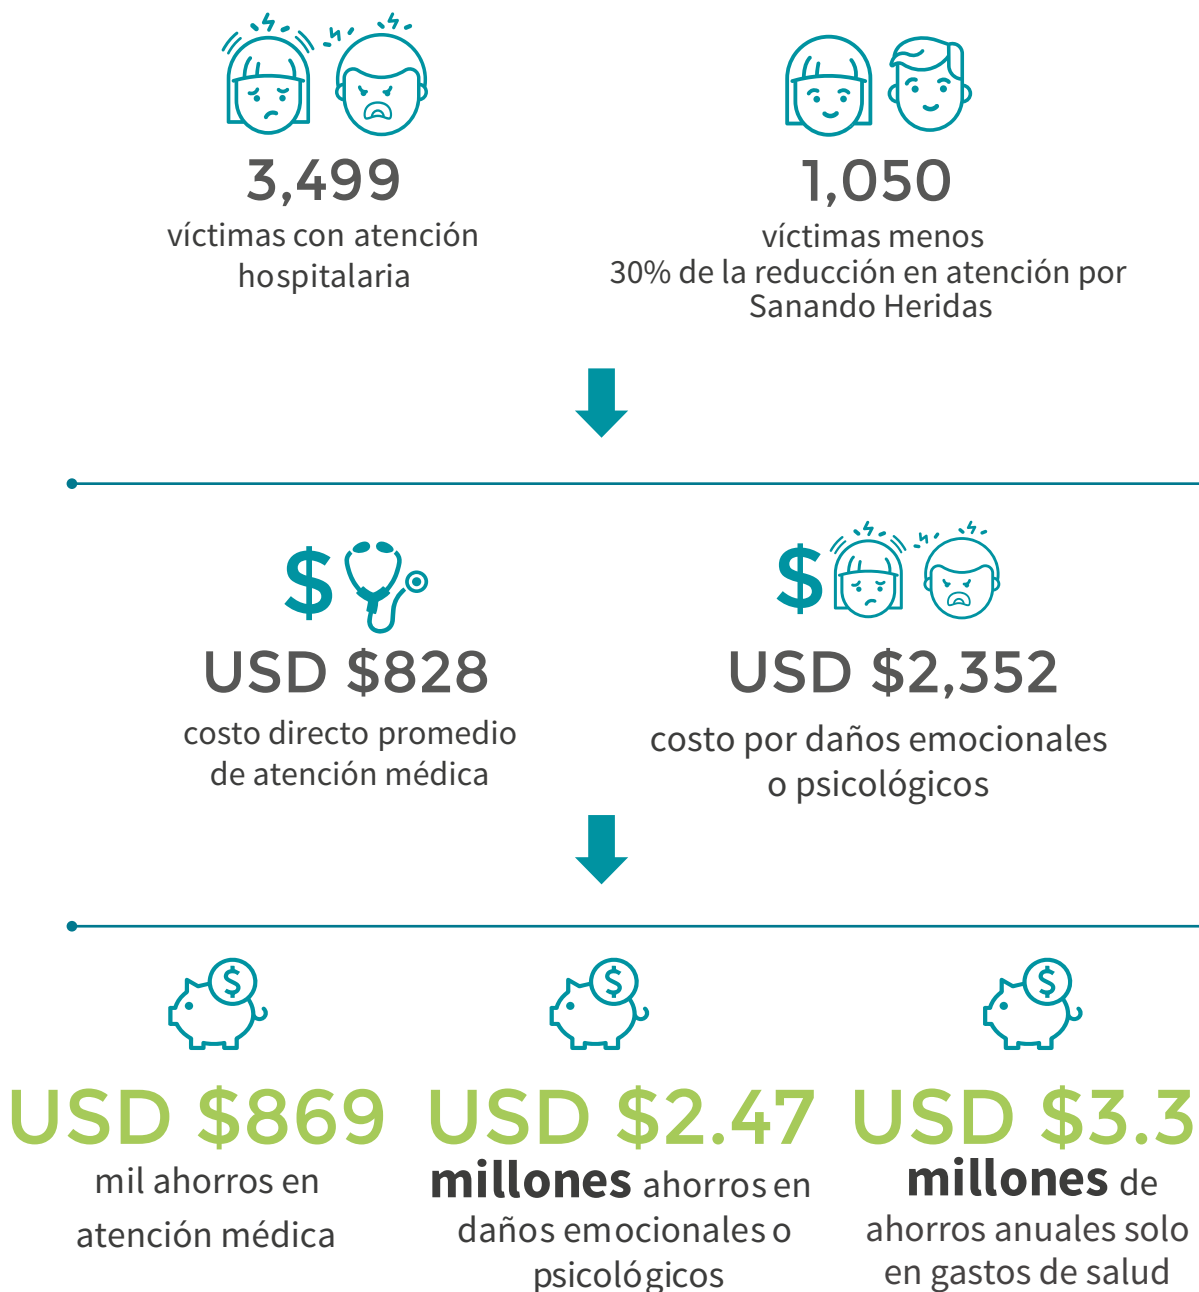 3,499
víctimas con atención
hospitalaria
1,050
víctimas menos
30% de la reducción en atención por
Sanando Heridas
$
USD $828
costo directo promedio
de atención médica
$
USD $2,352
costo por daños emocionales
o psicológicos
$
USD $869
mil ahorros en
atención médica
$
USD $2.47
millones ahorros en
daños emocionales o
psicológicos
$
USD $3.3
millones de
ahorros anuales solo
en gastos de salud